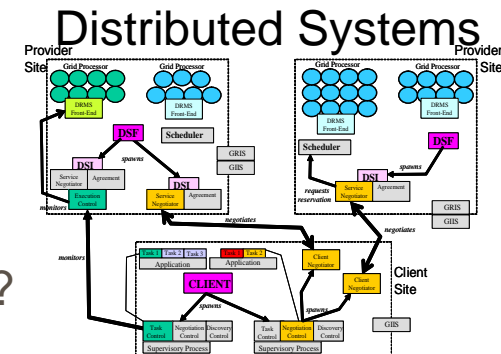 Distributed Systems
Provider
Site
Provider
Site
Grid Processor
Grid Processor
Grid Processor
Grid Processor
DRMS
Front-End
DRMS
Front-End
DRMS
Front-End
DRMS
Front-End
DSF
Scheduler
spawns
GRIS
GIIS
DSI
DSI
Service
Negotiator
Agreement
Service
Negotiator
Agreement
Execution
Control
monitors
Scheduler
DSF
spawns
DSI
requests
reservation
Service
Negotiator
Agreement
GRIS
GIIS
negotiates
negotiates
monitors
Task 1 Task 2 Task 3
Application
Task 1 Task 2
Application
Client
Negotiator
Client
Negotiator
Client
Site
CLIENT
spawns
spawns
Task
Control
Negotiation
Control
Discovery
Control
Supervisory Process
Task
Control
Negotiation
Control
Discovery
Control
Supervisory Process
GIIS
?